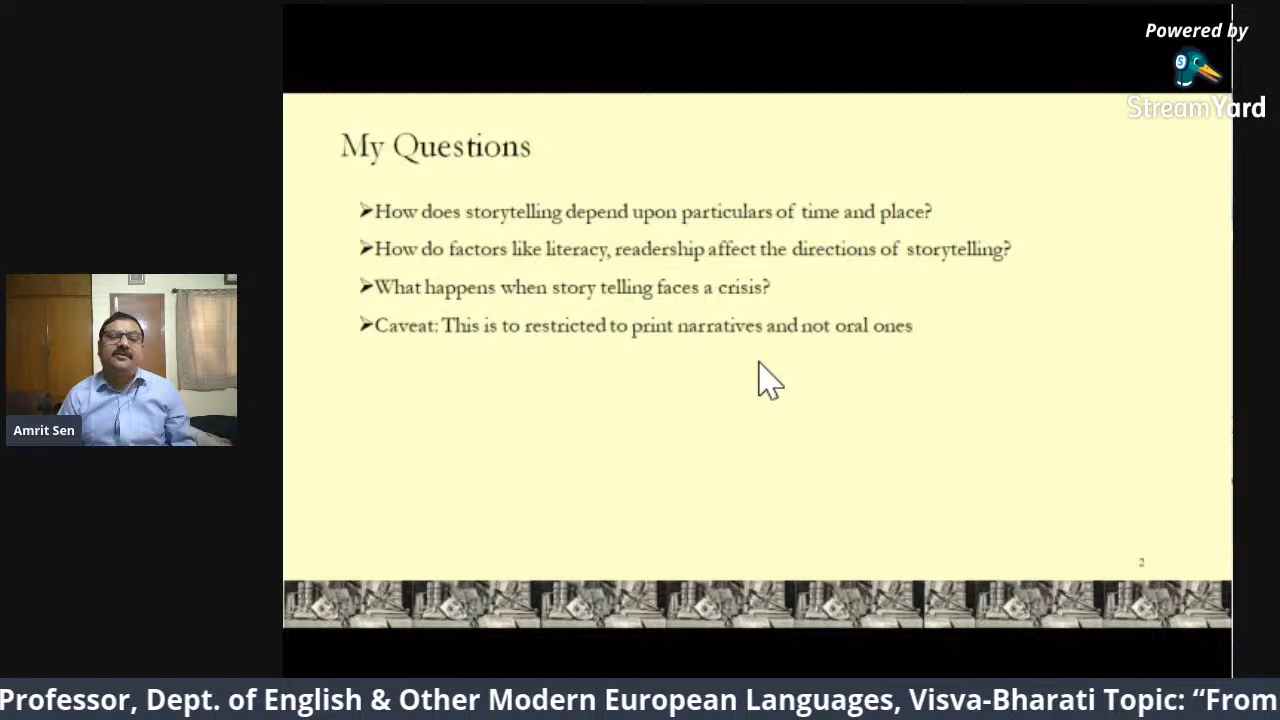 Powered by
StreamYard
My Questions
➢How does storytelling depend upon particulars of time and place?
➢How do factors like literacy, readership affect the directions of storytelling?
➢What happens when story telling faces a crisis?
➢Caveat: This is to restricted to print narratives and not oral ones
Amrit Sen
2
Professor, Dept. of English & Other Modern European Languages, Visva-Bharati Topic: “From